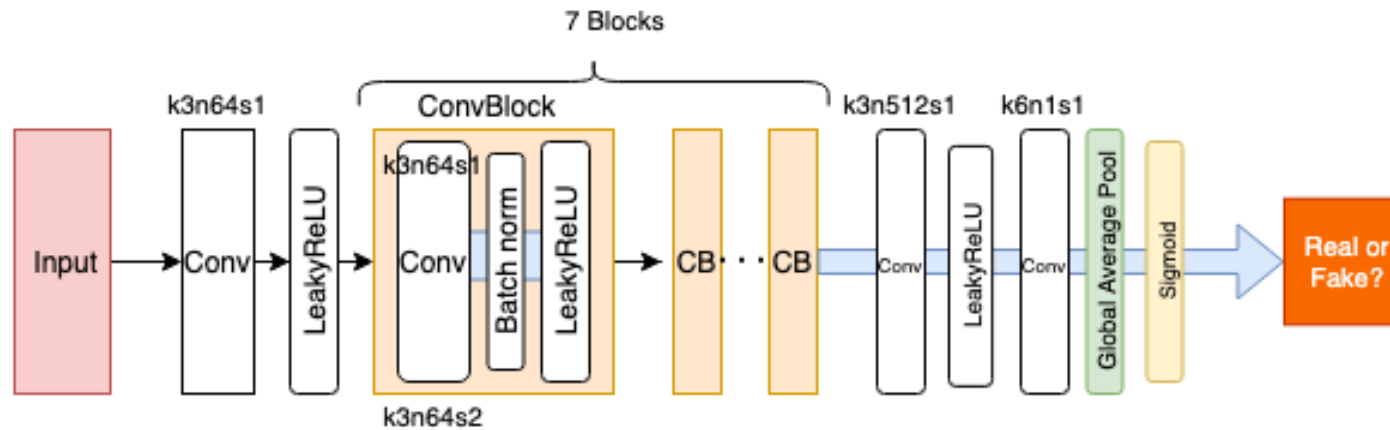 7 Blocks
k3n64s1
ConvBlock
k3n512s1
k6n1s1
Input
Conv
LeakyReLU
k3n64s1
Conv
Batch norm
LeakyReLU
k3n64s2
CB
· · ·
CB
Conv
LeakyReLU
Conv
Global Average Pool
Sigmoid
Real or
Fake?